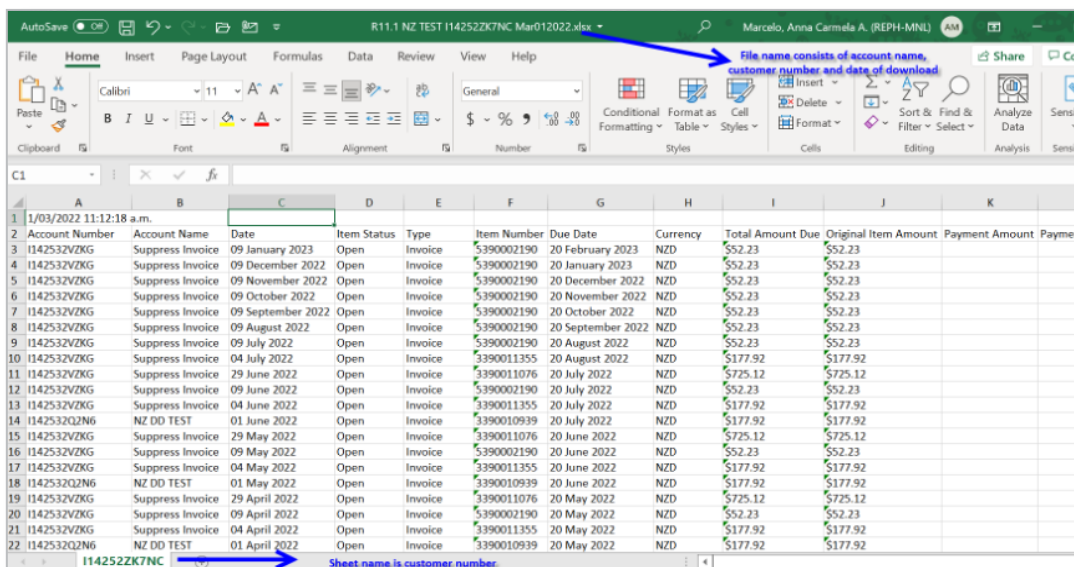 AutoSave Off R11.1 NZ TEST I14252ZK7NC Mar012022.xlsx Marcelo, Anna Carmela A. (REPH-MNL) AM
File Home Insert Page Layout Formulas Data Review View Help Share Co
File name consists of account name,
customer number and date of download
Paste Calibri 11 General Conditional Formatting Format as Table Cell Styles Insert Delete Format Sort & Filter Find & Select Analyze Data Sensi
Clipboard Font Alignment Number Styles Cells Editing Analysis Sensi
C1 fx
A B C D E F G H I J K
1 1/03/2022 11:12:18 a.m.
2 Account Number Account Name Date Item Status Type Item Number Due Date Currency Total Amount Due Original Item Amount Payment Amount Payme
3 I142532VZKG Suppress Invoice 09 January 2023 Open Invoice 5390002190 20 February 2023 NZD $52.23 $52.23
4 I142532VZKG Suppress Invoice 09 December 2022 Open Invoice 5390002190 20 January 2023 NZD $52.23 $52.23
5 I142532VZKG Suppress Invoice 09 November 2022 Open Invoice 5390002190 20 December 2022 NZD $52.23 $52.23
6 I142532VZKG Suppress Invoice 09 October 2022 Open Invoice 5390002190 20 November 2022 NZD $52.23 $52.23
7 I142532VZKG Suppress Invoice 09 September 2022 Open Invoice 5390002190 20 October 2022 NZD $52.23 $52.23
8 I142532VZKG Suppress Invoice 09 August 2022 Open Invoice 5390002190 20 September 2022 NZD $52.23 $52.23
9 I142532VZKG Suppress Invoice 09 July 2022 Open Invoice 5390002190 20 August 2022 NZD $52.23 $52.23
10 I142532VZKG Suppress Invoice 04 July 2022 Open Invoice 3390011355 20 August 2022 NZD $177.92 $177.92
11 I142532VZKG Suppress Invoice 29 June 2022 Open Invoice 3390011076 20 July 2022 NZD $725.12 $725.12
12 I142532VZKG Suppress Invoice 09 June 2022 Open Invoice 5390002190 20 July 2022 NZD $52.23 $52.23
13 I142532VZKG Suppress Invoice 04 June 2022 Open Invoice 3390011355 20 July 2022 NZD $177.92 $177.92
14 I142532Q2N6 NZ DD TEST 01 June 2022 Open Invoice 3390010939 20 July 2022 NZD $177.92 $177.92
15 I142532VZKG Suppress Invoice 29 May 2022 Open Invoice 3390011076 20 June 2022 NZD $725.12 $725.12
16 I142532VZKG Suppress Invoice 09 May 2022 Open Invoice 5390002190 20 June 2022 NZD $52.23 $52.23
17 I142532VZKG Suppress Invoice 04 May 2022 Open Invoice 3390011355 20 June 2022 NZD $177.92 $177.92
18 I142532Q2N6 NZ DD TEST 01 May 2022 Open Invoice 3390010939 20 June 2022 NZD $177.92 $177.92
19 I142532VZKG Suppress Invoice 29 April 2022 Open Invoice 3390011076 20 May 2022 NZD $725.12 $725.12
20 I142532VZKG Suppress Invoice 09 April 2022 Open Invoice 5390002190 20 May 2022 NZD $52.23 $52.23
21 I142532VZKG Suppress Invoice 04 April 2022 Open Invoice 3390011355 20 May 2022 NZD $177.92 $177.92
22 I142532Q2N6 NZ DD TEST 01 April 2022 Open Invoice 3390010939 20 May 2022 NZD $177.92 $177.92
I14252ZK7NC Sheet name is customer number